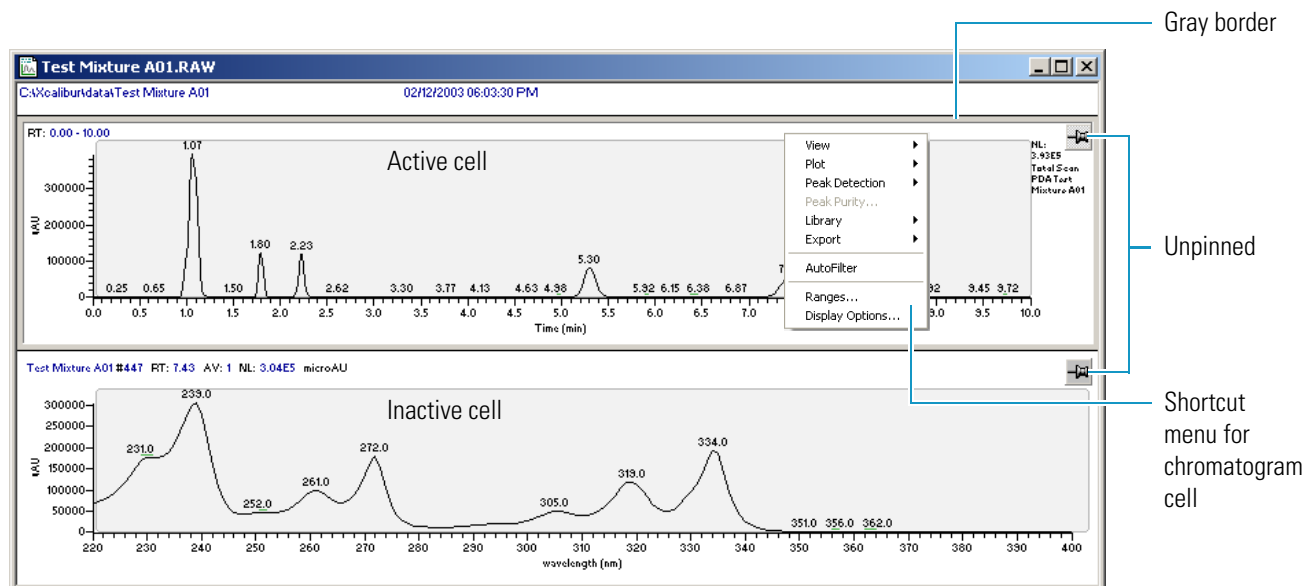 Gray border
Test Mixture A01.RAW
C:\Xcalibur\data\Test Mixture A01 02/12/2003 06:03:30 PM
RT: 0.00 - 10.00
NL:
3.93E5
Total Scan
PDA Test
Mixture A01
Active cell
1.07
1.80 2.23
5.30
0.25 0.65 1.50 2.62 3.30 3.77 4.13 4.63 4.98 5.92 6.15 6.38 6.87 9.45 9.72
300000
200000
100000
0
uAU
0.0 0.5 1.0 1.5 2.0 2.5 3.0 3.5 4.0 4.5 5.0 5.5 6.0 6.5 7.0 9.5 10.0
Time (min)
View
Plot
Peak Detection
Peak Purity...
Library
Export
AutoFilter
Ranges...
Display Options...
Unpinned
Shortcut
menu for
chromatogram
cell
Test Mixture A01#447 RT: 7.43 AV: 1 NL: 3.04E5 microAU
Inactive cell
300000
250000
200000
150000
100000
50000
0
uAU
231.0 239.0 252.0 261.0 272.0 305.0 319.0 334.0 351.0 356.0 362.0
220 230 240 250 260 270 280 290 300 310 320 330 340 350 360 370 380 390 400
wavelength (nm)